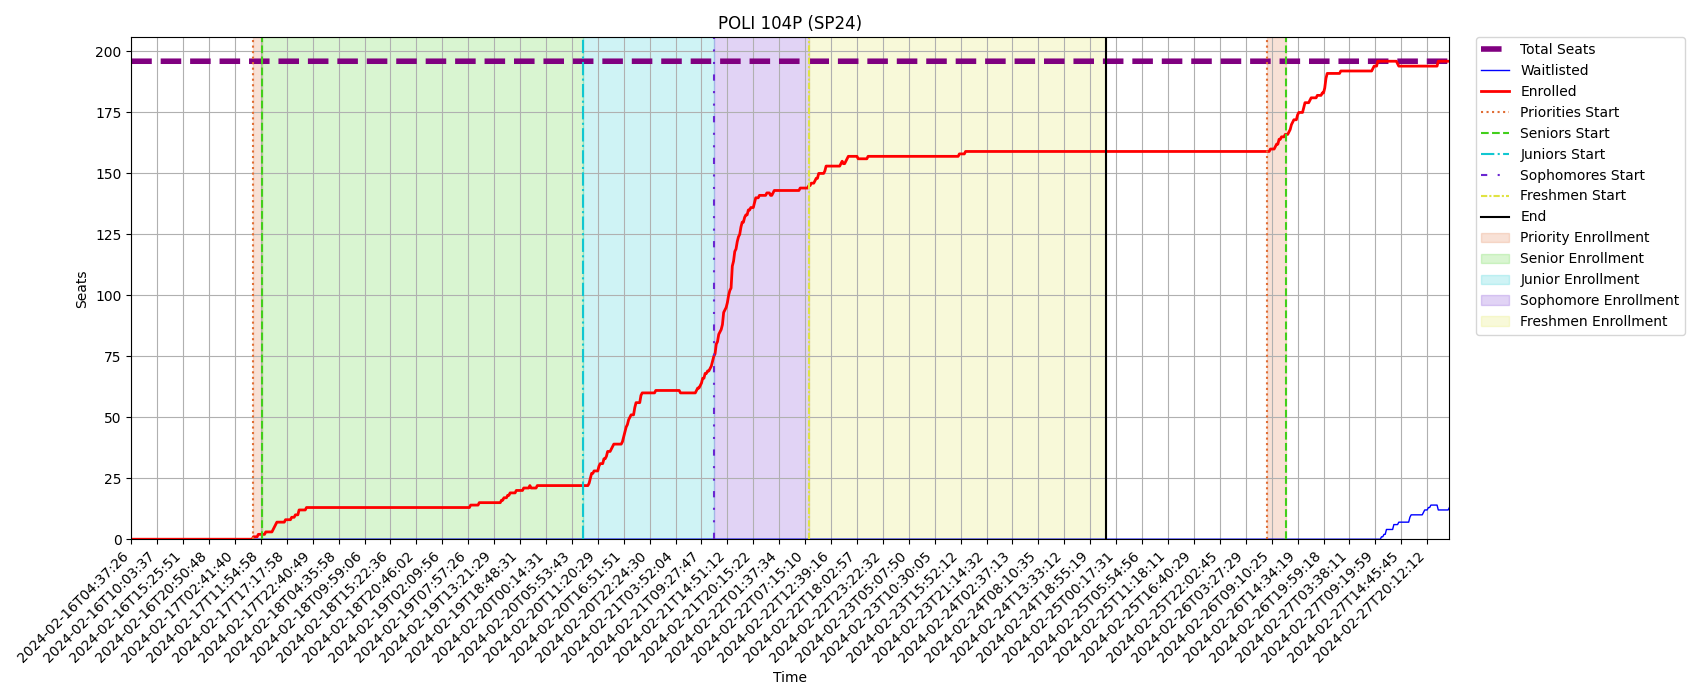 POLI 104P (SP24)
200
175
150
125
100
75
50
25
0
Seats
2024-02-16T04:37:26
2024-02-16T10:03:37
2024-02-16T15:25:51
2024-02-16T20:50:48
2024-02-17T02:41:40
2024-02-17T11:54:58
2024-02-17T17:17:58
2024-02-17T22:40:49
2024-02-18T04:35:58
2024-02-18T09:59:06
2024-02-18T15:22:36
2024-02-18T20:46:02
2024-02-19T02:09:56
2024-02-19T07:57:26
2024-02-19T13:21:29
2024-02-19T18:48:31
2024-02-20T00:14:31
2024-02-20T05:53:43
2024-02-20T11:20:29
2024-02-20T16:51:51
2024-02-20T22:24:30
2024-02-21T03:52:04
2024-02-21T09:27:47
2024-02-21T14:51:12
2024-02-21T20:15:22
2024-02-22T01:37:34
2024-02-22T07:15:10
2024-02-22T12:39:16
2024-02-22T18:02:57
2024-02-22T23:22:32
2024-02-23T05:07:50
2024-02-23T10:30:05
2024-02-23T15:52:12
2024-02-23T21:14:32
2024-02-24T02:37:13
2024-02-24T08:10:35
2024-02-24T13:33:12
2024-02-24T18:55:19
2024-02-25T00:17:31
2024-02-25T05:54:56
2024-02-25T11:18:11
2024-02-25T16:40:29
2024-02-25T22:02:45
2024-02-26T03:27:29
2024-02-26T09:10:25
2024-02-26T14:34:19
2024-02-26T19:59:18
2024-02-27T03:38:11
2024-02-27T09:19:59
2024-02-27T14:45:45
2024-02-27T20:12:12
Time
Total Seats
Waitlisted
Enrolled
Priorities Start
Seniors Start
Juniors Start
Sophomores Start
Freshmen Start
End
Priority Enrollment
Senior Enrollment
Junior Enrollment
Sophomore Enrollment
Freshmen Enrollment